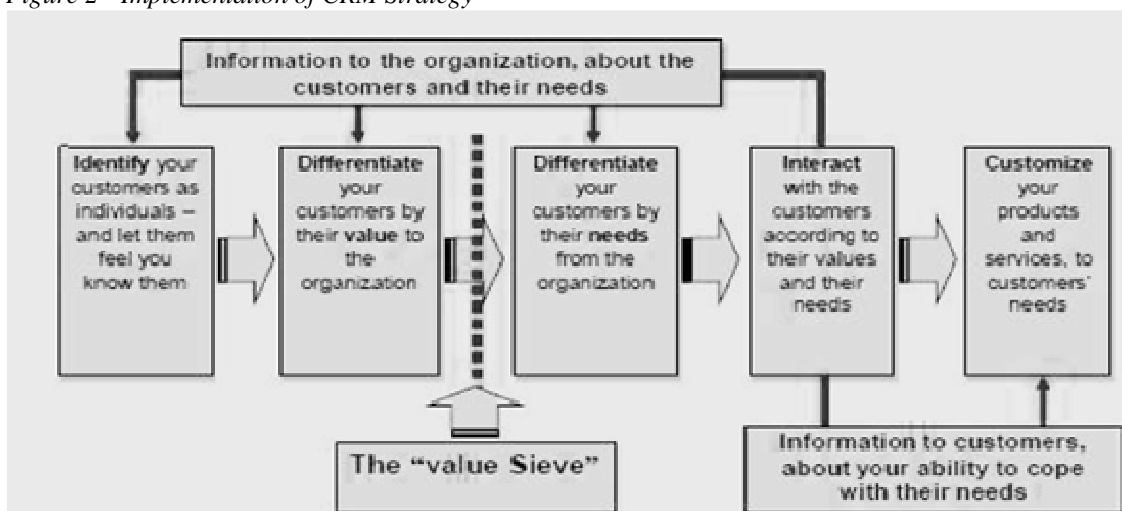 Figure 2 - Implementation of CRM Strategy
Information to the organization, about the
customers and their needs
Identify your
customers as
individuals –
and let them
feel you
know them
Differentiate
your
customers by
their value to
the
organization
Differentiate
your
customers by
their needs
from the
organization
Interact
with the
customers
according to
their values
and their
needs
Customize
your
products
and
services, to
customers'
needs
The "value Sieve"
Information to customers,
about your ability to cope
with their needs